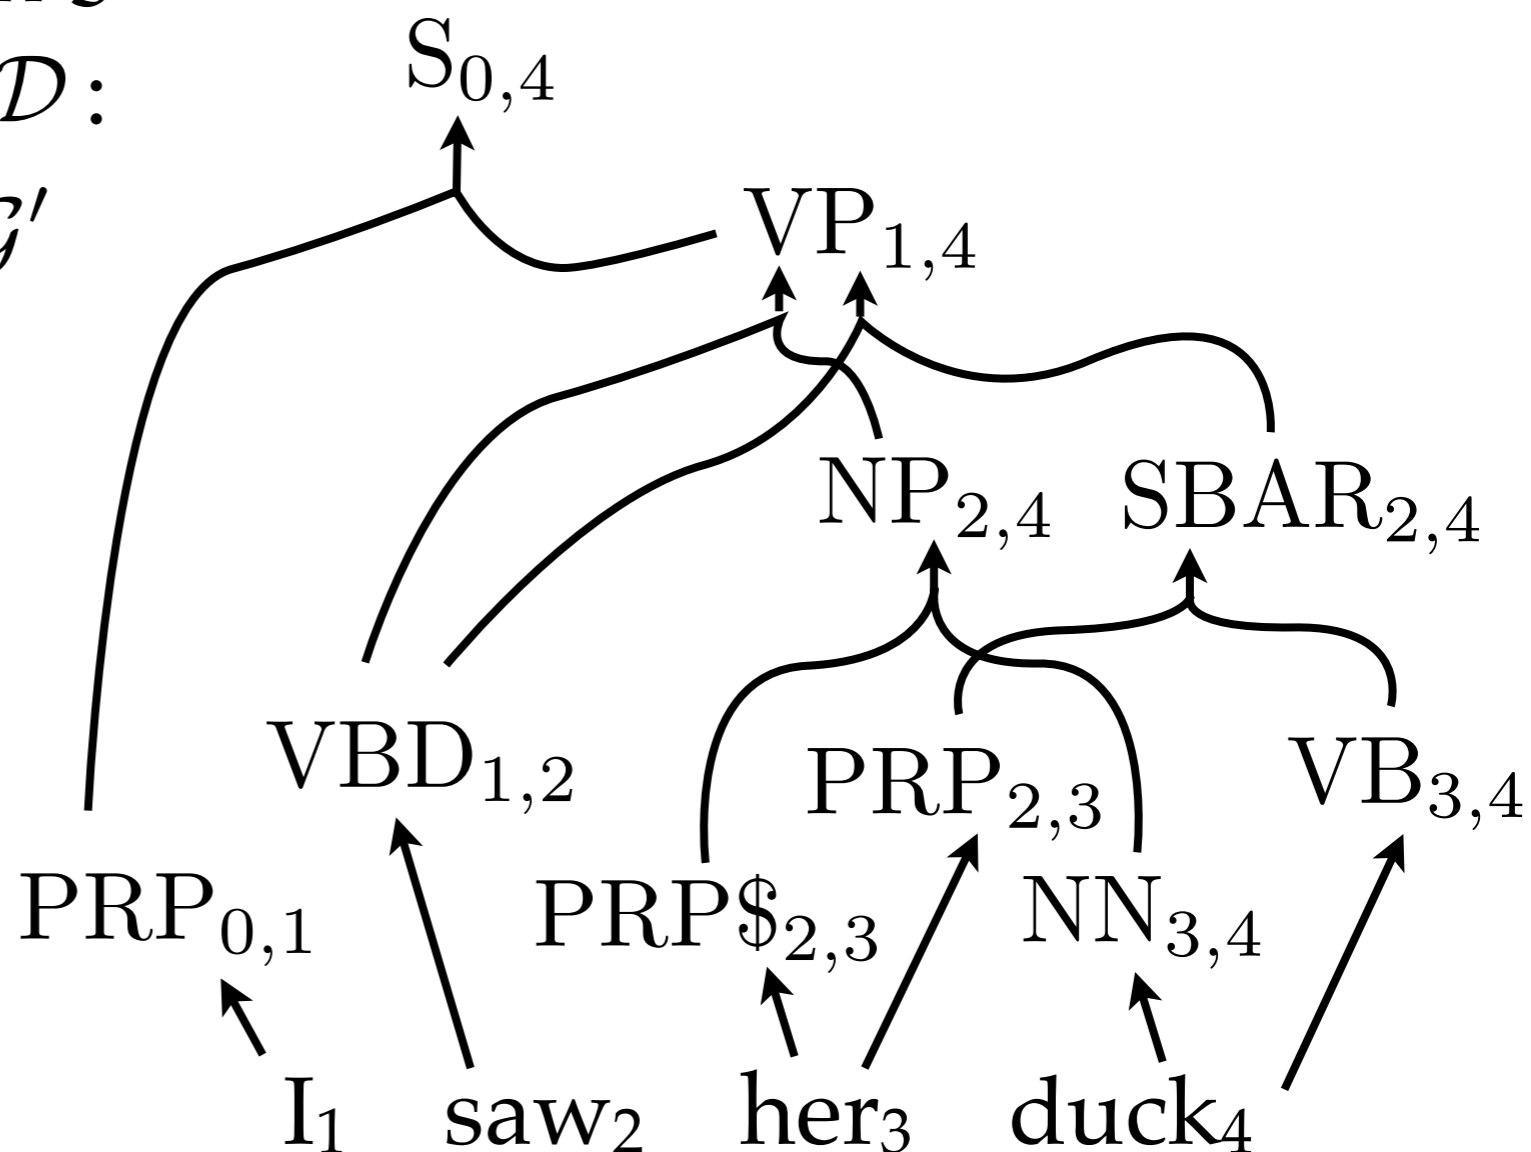 S0,4
D:
G′
VP1,4
NP2,4 SBAR2,4
VBD1,2 PRP2,3 VB3,4
PRP0,1 PRP$2,3 NN3,4
I1 saw2 her3 duck4